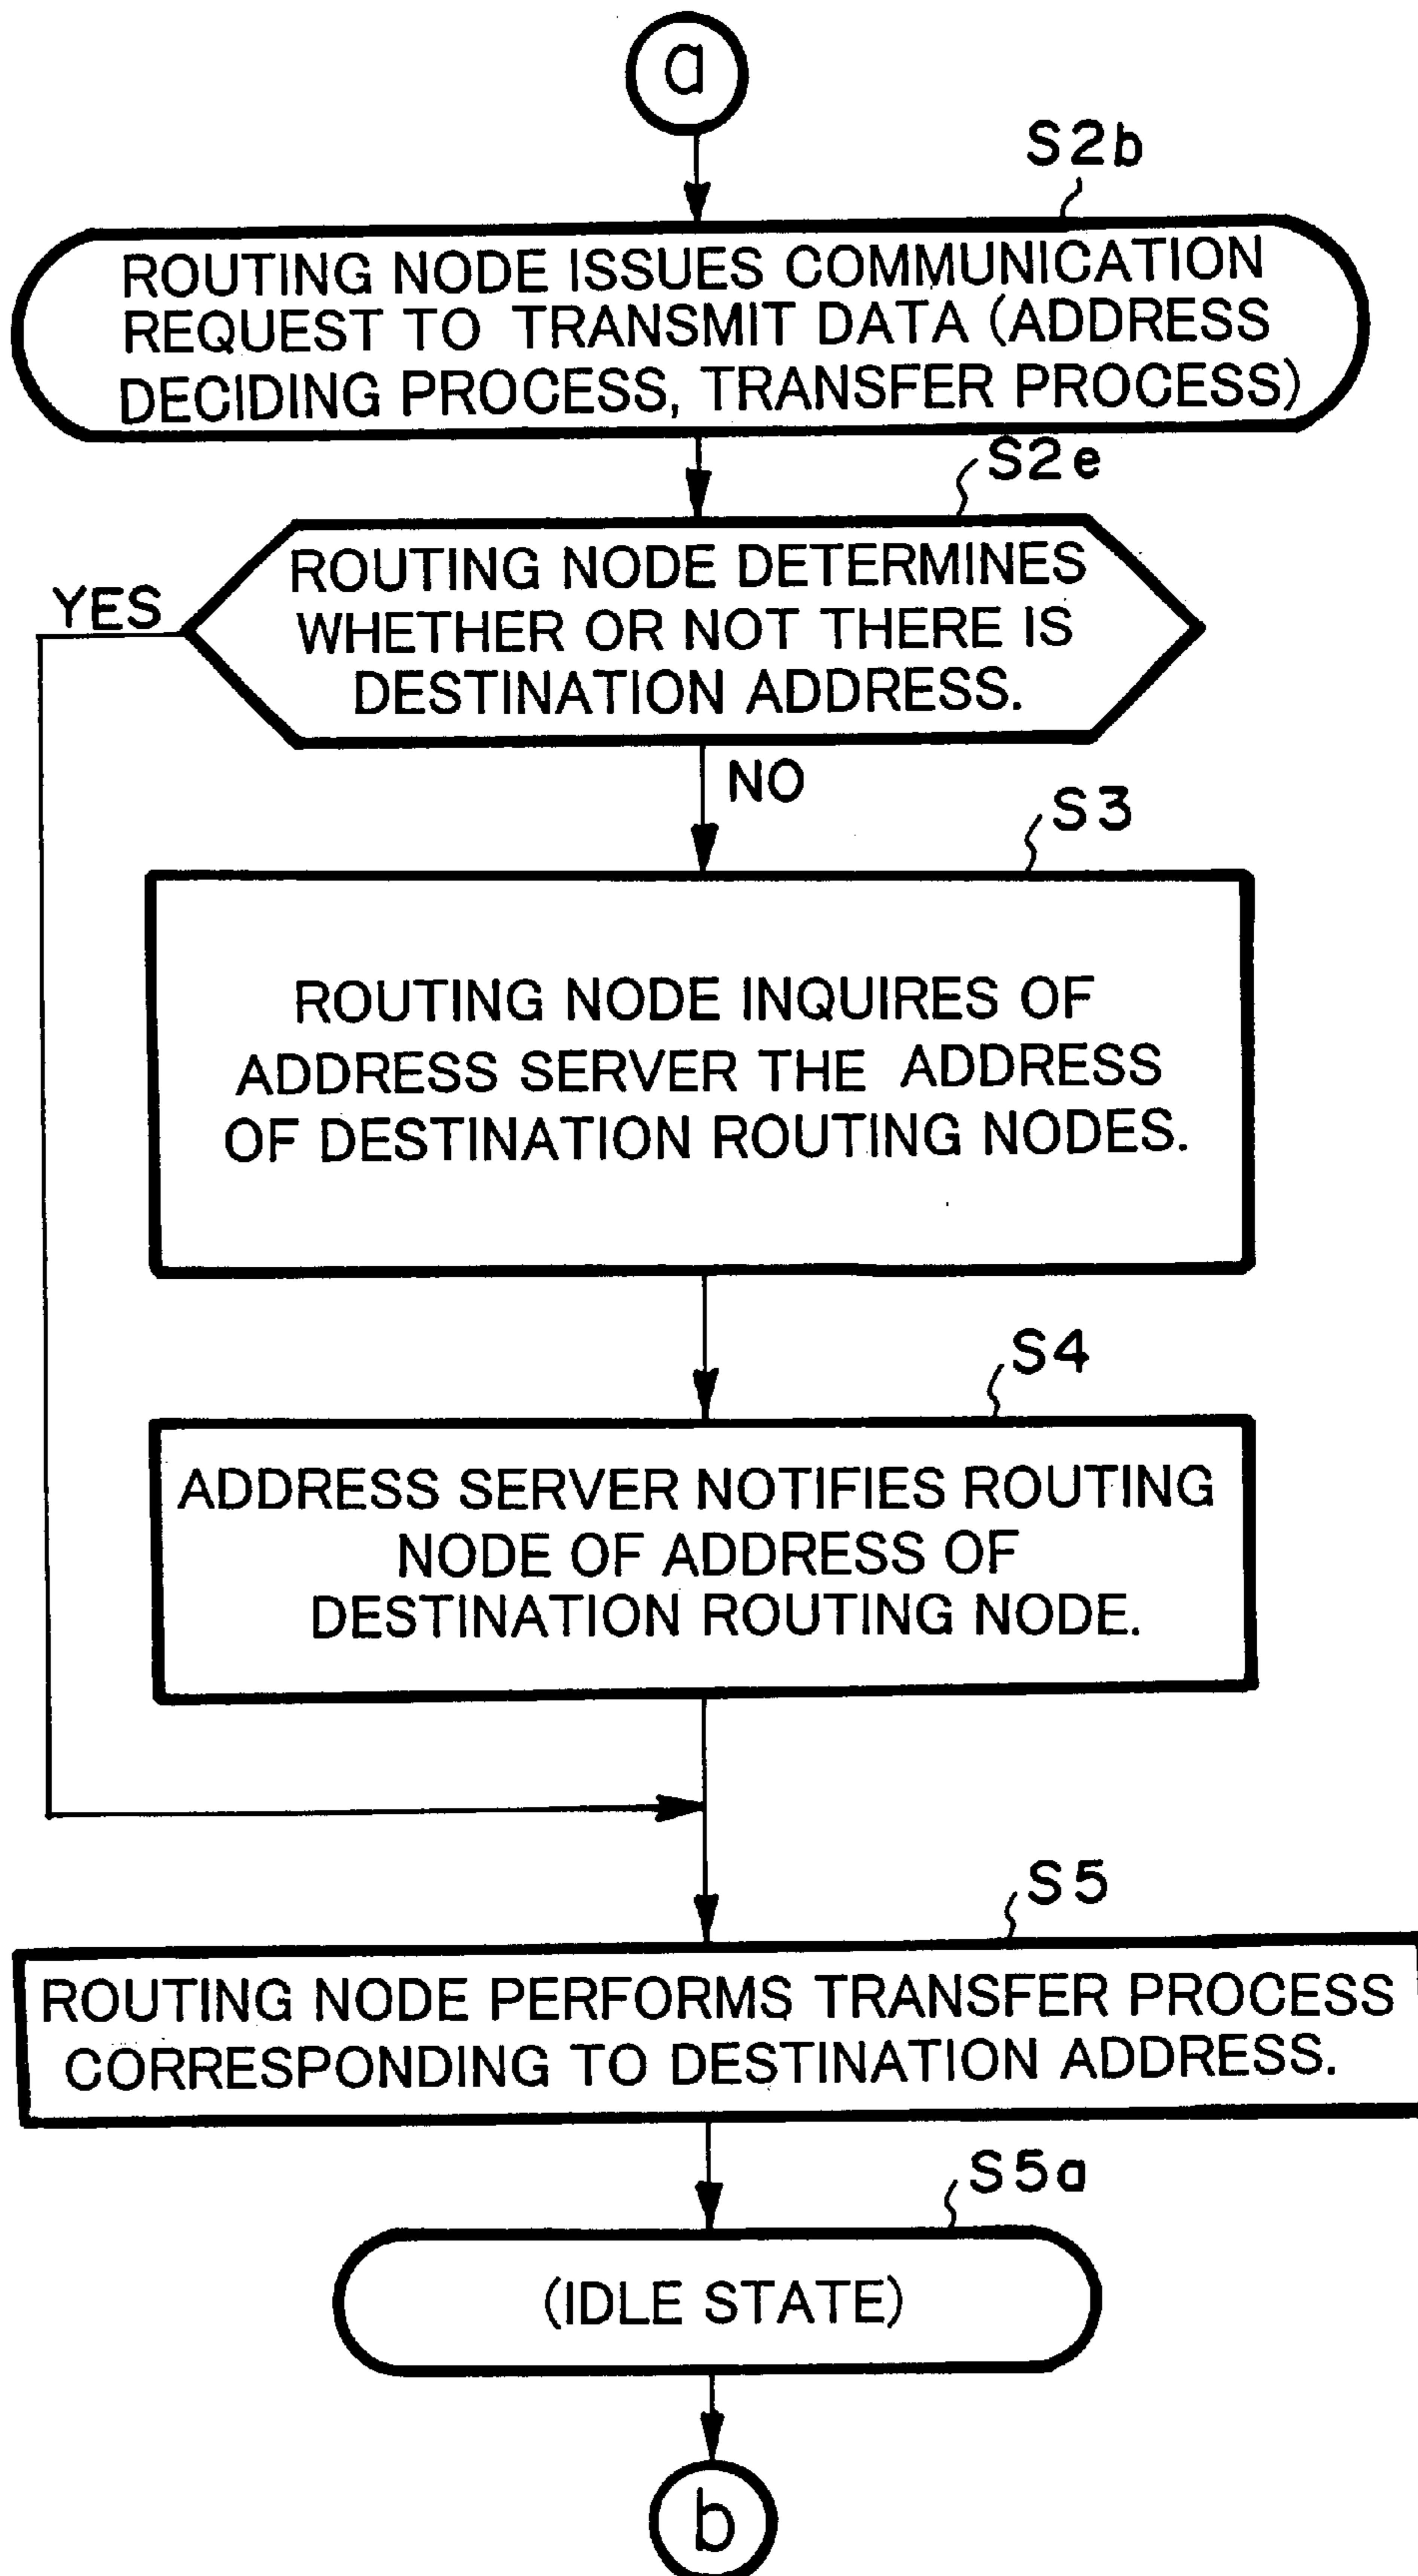 a
S2b
ROUTING NODE ISSUES COMMUNICATION
REQUEST TO TRANSMIT DATA (ADDRESS
DECIDING PROCESS, TRANSFER PROCESS)
S2e
ROUTING NODE DETERMINES
WHETHER OR NOT THERE IS
DESTINATION ADDRESS.
YES
NO
S3
ROUTING NODE INQUIRES OF
ADDRESS SERVER THE ADDRESS
OF DESTINATION ROUTING NODES.
S4
ADDRESS SERVER NOTIFIES ROUTING
NODE OF ADDRESS OF
DESTINATION ROUTING NODE.
S5
ROUTING NODE PERFORMS TRANSFER PROCESS
CORRESPONDING TO DESTINATION ADDRESS.
S5a
(IDLE STATE)
b